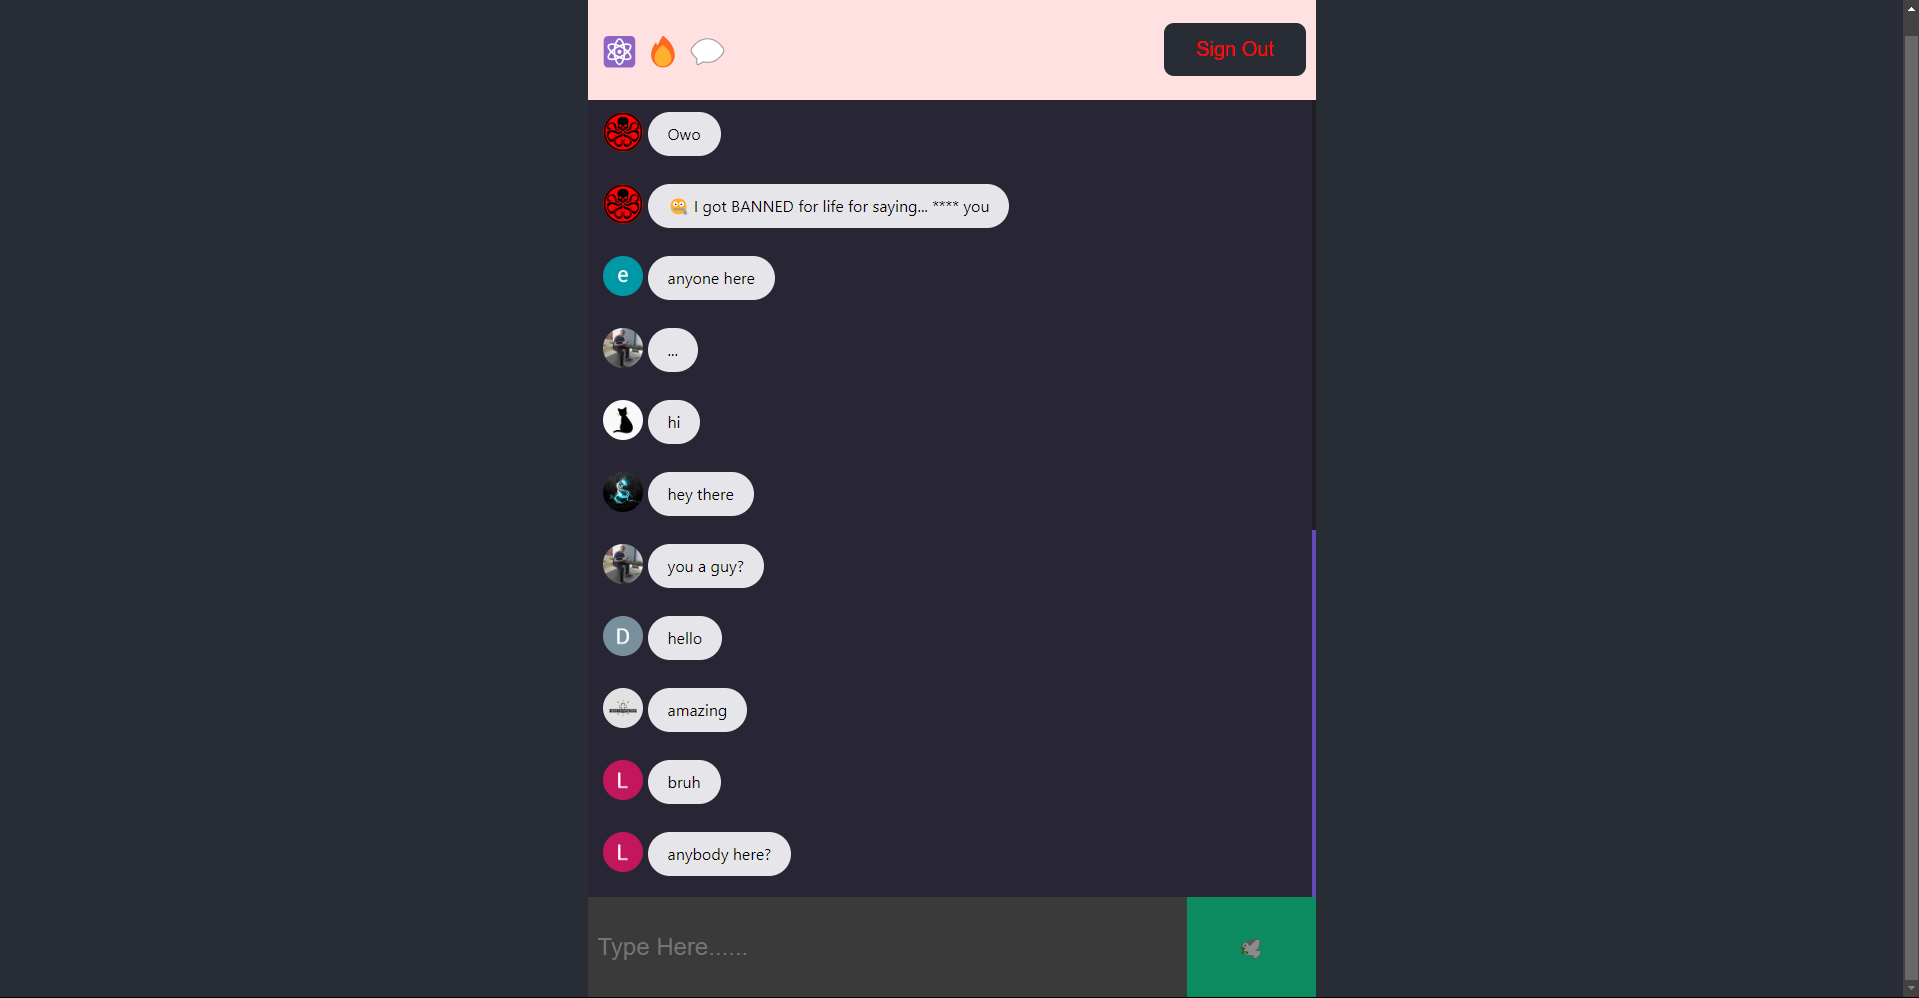 Sign Out
Owo
I got BANNED for life for saying... **** you
e
anyone here
...
hi
hey there
you a guy?
D
hello
amazing
L
bruh
L
anybody here?
Type Here......